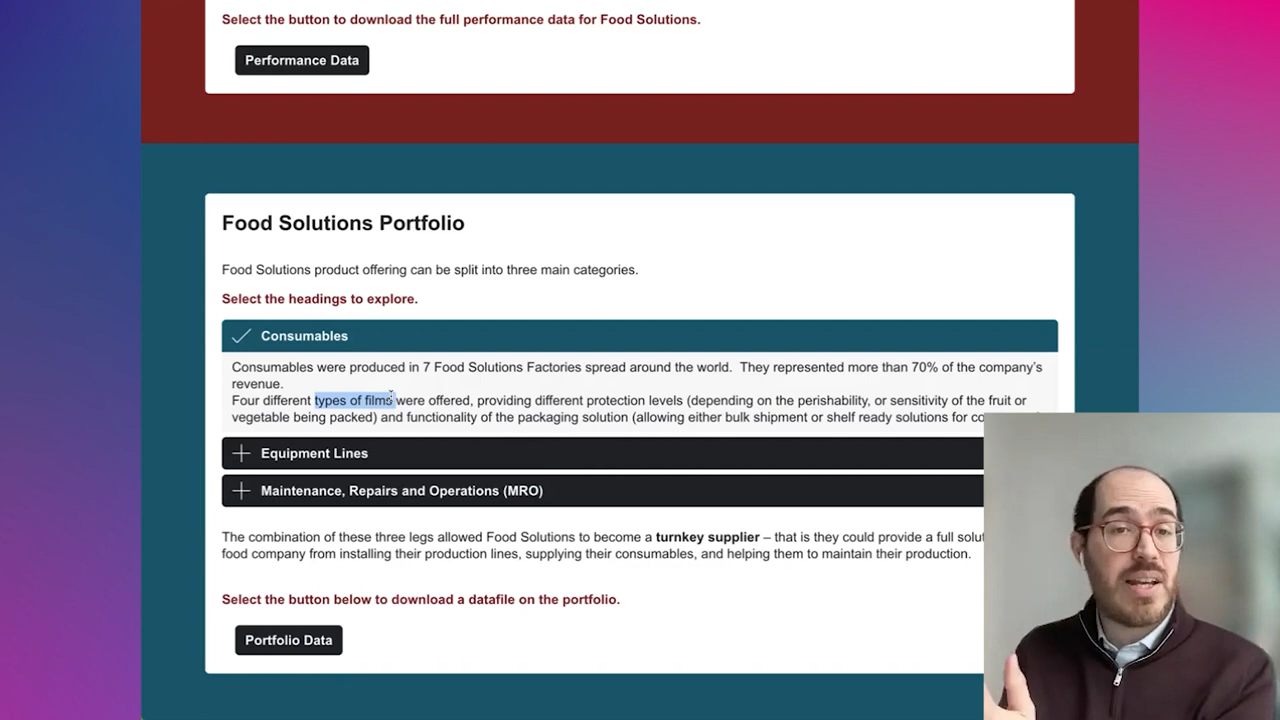 Select the button to download the full performance data for Food Solutions.
Performance Data
Food Solutions Portfolio
Food Solutions product offering can be split into three main categories.
Select the headings to explore.
Consumables
Consumables were produced in 7 Food Solutions Factories spread around the world.  They represented more than 70% of the company's
revenue.
Four different types of films were offered, providing different protection levels (depending on the perishability, or sensitivity of the fruit or
vegetable being packed) and functionality of the packaging solution (allowing either bulk shipment or shelf ready solutions for
Equipment Lines
Maintenance, Repairs and Operations (MRO)
The combination of these three legs allowed Food Solutions to become a turnkey supplier – that is they could provide a full
food company from installing their production lines, supplying their consumables, and helping them to maintain their production.
Select the button below to download a datafile on the portfolio.
Portfolio Data